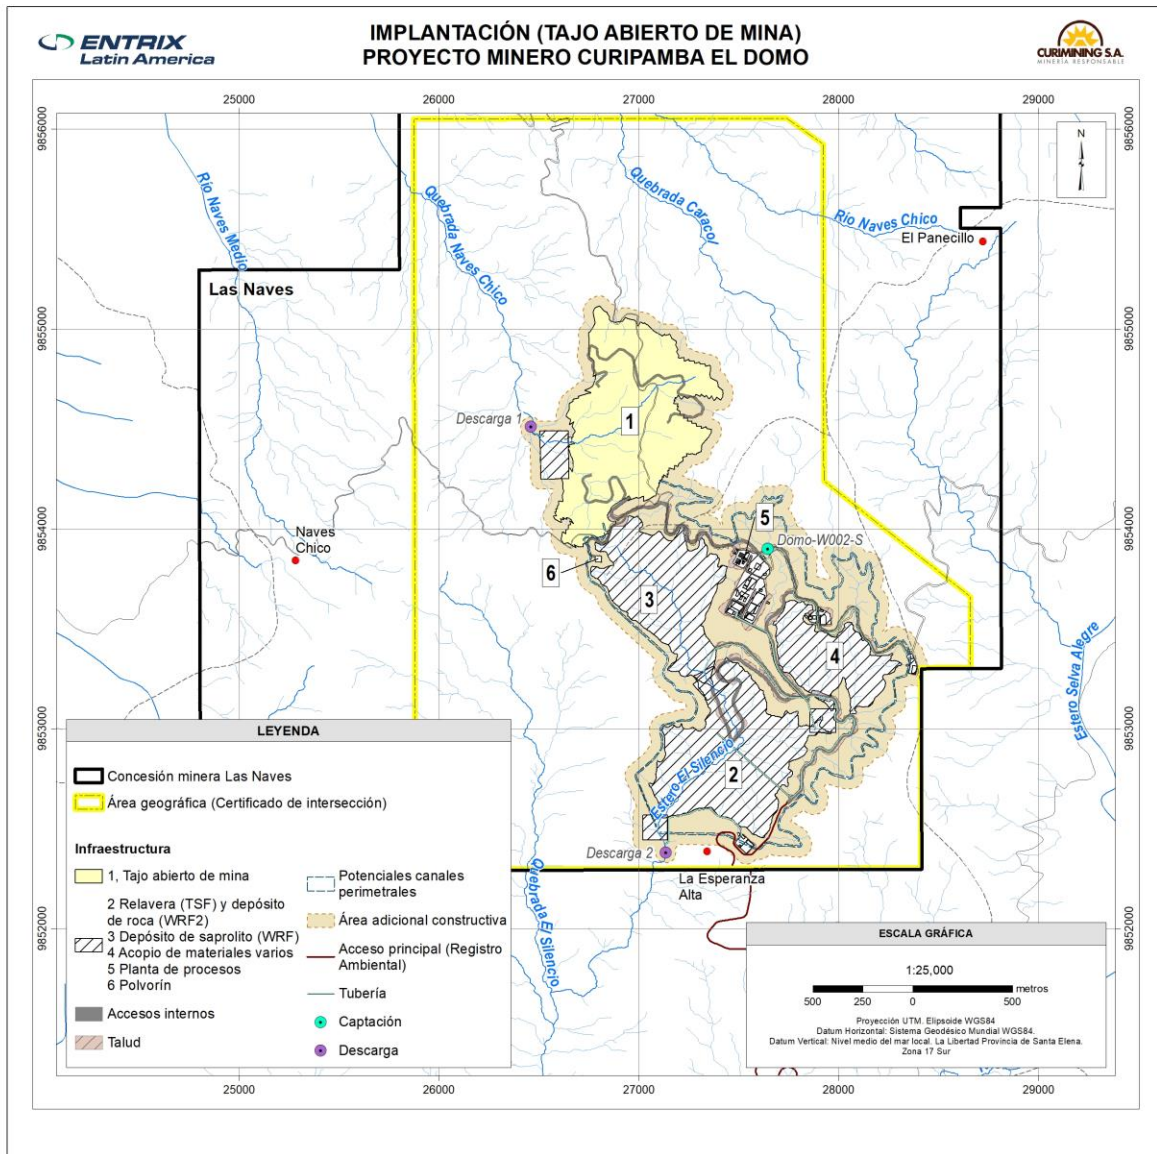 ENTRIX
Latin America
IMPLANTACIÓN (TAJO ABIERTO DE MINA)
PROYECTO MINERO CURIPAMBA EL DOMO
CURIMINING S.A.
MINERÍA RESPONSABLE
25000
26000
27000
28000
29000
9856000
9856000
N
Río Naves Medio
Quebrada Naves Chico
Quebrada Caracol
Río Naves Chico
El Panecillo
Las Naves
9855000
9855000
Descarga 1
1
9854000
9854000
Naves
Chico
5
Domo-W002-S
6
3
4
Estero Selva Alegre
9853000
9853000
2
Estero El Silencio
Descarga 2
La Esperanza
Alta
Quebrada El Silencio
9852000
9852000
LEYENDA
Concesión minera Las Naves
Área geográfica (Certificado de intersección)
Infraestructura
1, Tajo abierto de mina
2 Relavera (TSF) y depósito
de roca (WRF2)
3 Depósito de saprolito (WRF)
4 Acopio de materiales varios
5 Planta de procesos
6 Polvorín
Accesos internos
Talud
Potenciales canales
perimetrales
Área adicional constructiva
Acceso principal (Registro
Ambiental)
Tubería
Captación
Descarga
ESCALA GRÁFICA
1:25,000
500 250 0 500 metros
Proyección UTM. Elipsoide WGS84
Datum Horizontal: Sistema Geodésico Mundial WGS84.
Datum Vertical: Nivel medio del mar local. La Libertad Provincia de Santa Elena.
Zona 17 Sur
25000
26000
27000
28000
29000